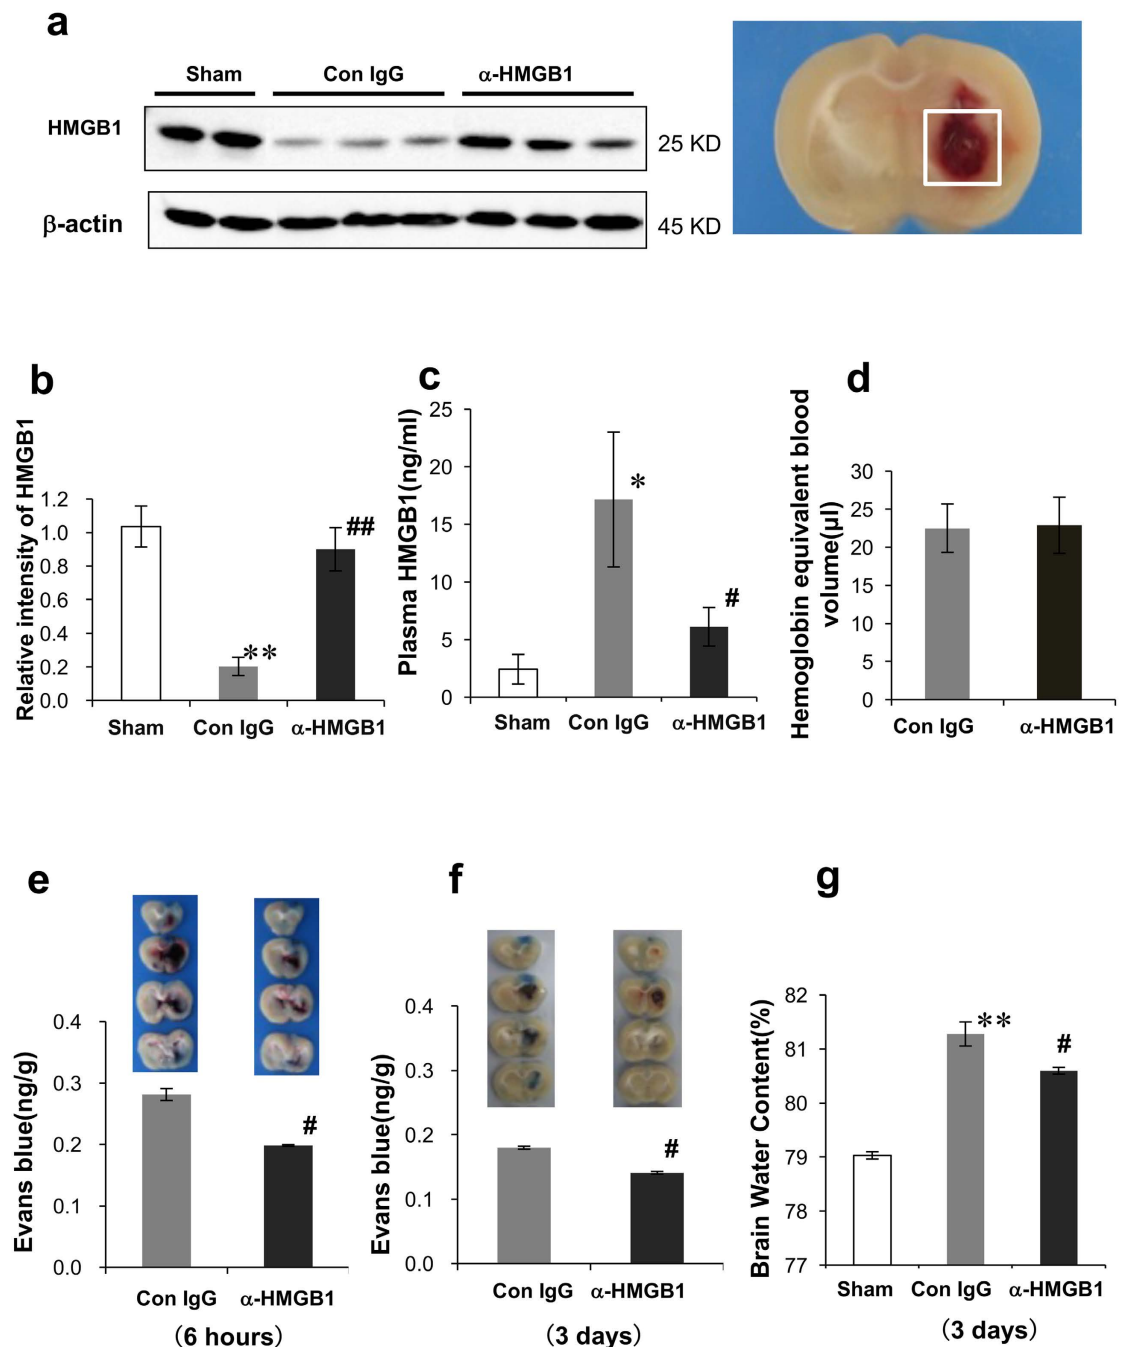 a
Sham Con IgG α-HMGB1
HMGB1
25 KD
β-actin
45 KD
b
Relative intensity of HMGB1
1.2
1.0
0.8
0.6
0.4
0.2
0.0
**
##
Sham Con IgG α-HMGB1
c
Plasma HMGB1(ng/ml)
25
20
15
10
5
0
*
#
Sham Con IgG α-HMGB1
d
Hemoglobin equivalent blood
volume(µl)
30
25
20
15
10
5
0
Con IgG α-HMGB1
e
Evans blue(ng/g)
0.4
0.3
0.2
0.1
0.0
#
Con IgG α-HMGB1
(6 hours)
f
Evans blue(ng/g)
0.4
0.3
0.2
0.1
0.0
#
Con IgG α-HMGB1
(3 days)
g
Brain Water Content(%)
82
81
80
79
78
77
**
#
Sham Con IgG α-HMGB1
(3 days)